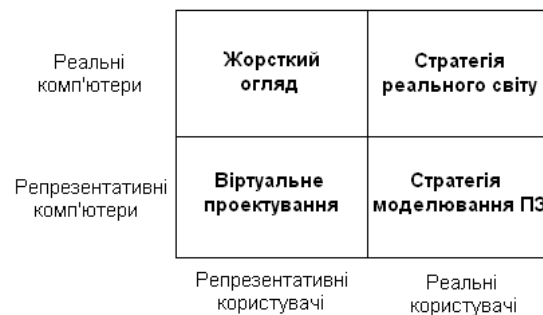 Реальні
комп'ютери
Жорсткий
огляд
Стратегія
реального світу
Репрезентативні
комп'ютери
Віртуальне
проектування
Стратегія
моделювання ПЗ
Репрезентативні
користувачі
Реальні
користувачі